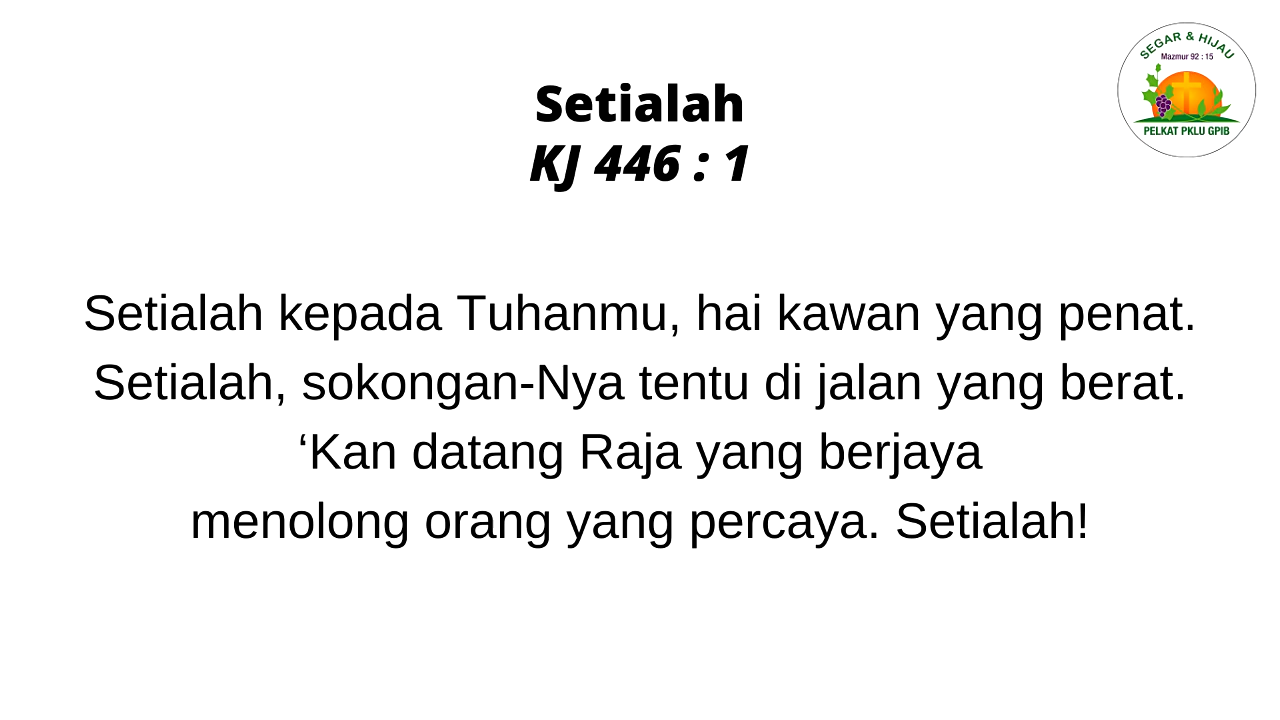 SEGAR & HIJAU
Mazmur 92 : 15
PELKAT PKLU GPIB
Setialah
KJ 446 : 1
Setialah kepada Tuhanmu, hai kawan yang penat.
Setialah, sokongan-Nya tentu di jalan yang berat.
‘Kan datang Raja yang berjaya
menolong orang yang percaya. Setialah!